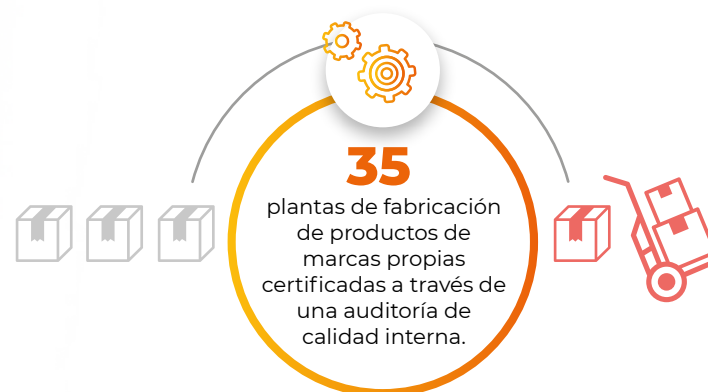 35
plantas de fabricación
de productos de
marcas propias
certificadas a través de
una auditoría de
calidad interna.